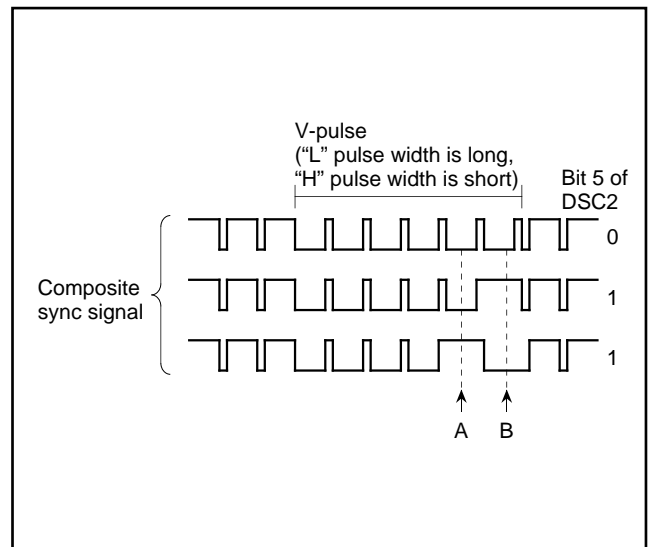 V-pulse
(“L” pulse width is long,
“H” pulse width is short)
Bit 5 of
DSC2
0
Composite
sync signal
1
1
A B